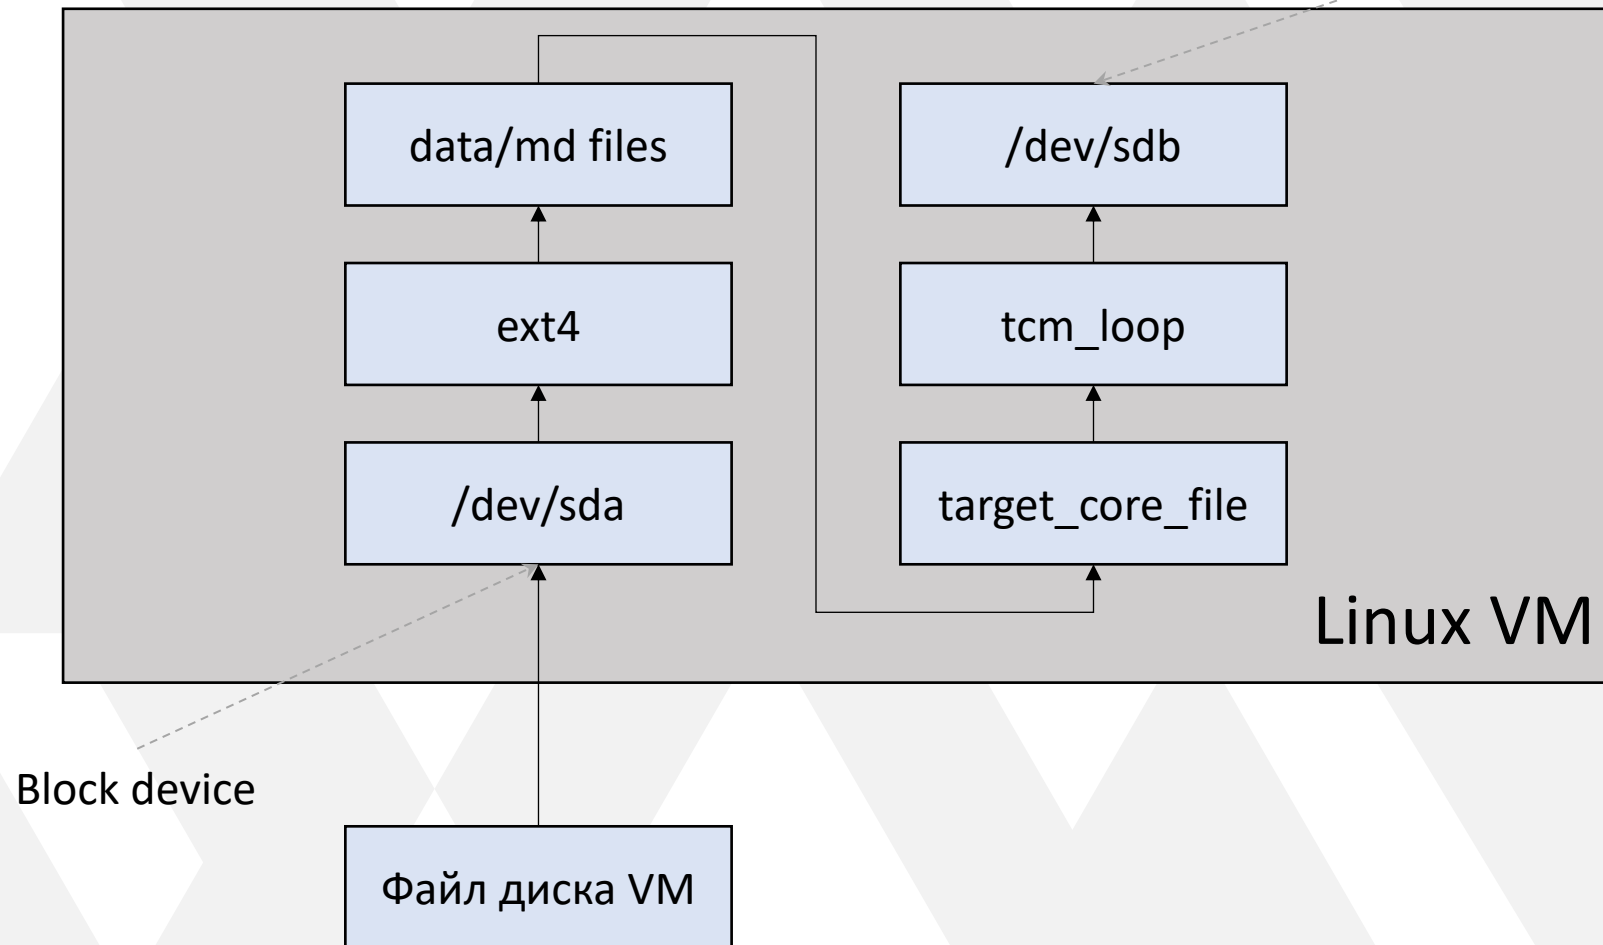 data/md files
/dev/sdb
ext4
tcm_loop
/dev/sda
target_core_file
Linux VM
Block device
Файл диска VM